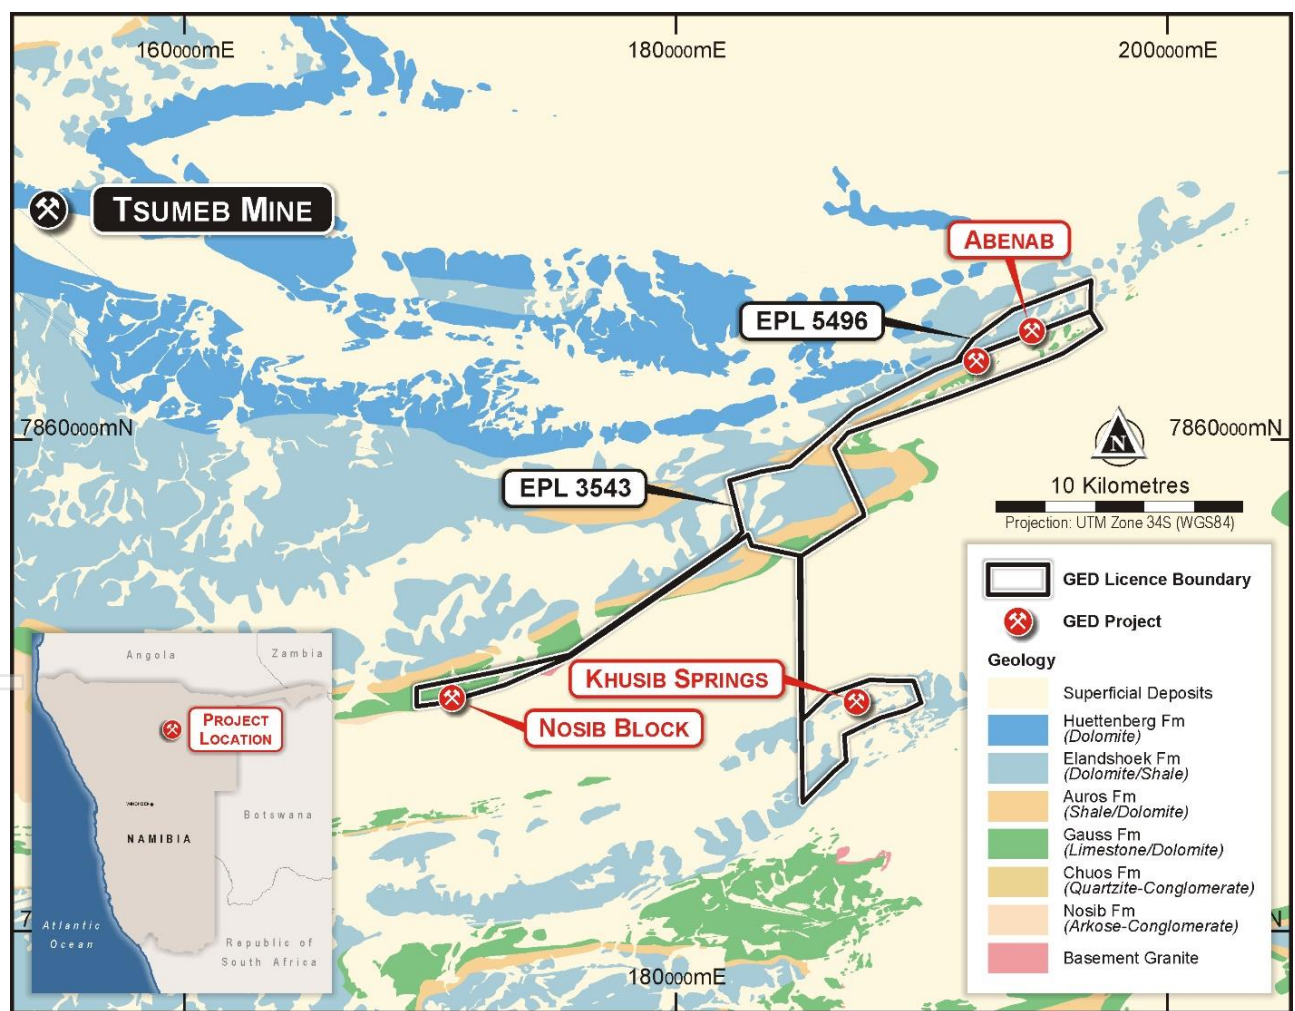 160000mE
180000mE
200000mE
TSUMEB MINE
ABENAB
EPL 5496
7860000mN
7860000mN
N
EPL 3543
10 Kilometres
Projection: UTM Zone 34S (WGS84)
KHUSIB SPRINGS
NOSIB BLOCK
GED Licence Boundary
GED Project
Geology
Superficial Deposits
Huettenberg Fm
(Dolomite)
Elandshoek Fm
(Dolomite/Shale)
Auros Fm
(Shale/Dolomite)
Gauss Fm
(Limestone/Dolomite)
Chuos Fm
(Quartzite-Conglomerate)
Nosib Fm
(Arkose-Conglomerate)
Basement Granite
Angola
Zambia
PROJECT
LOCATION
WINDHOEK
NAMIBIA
Botswana
Atlantic
Ocean
Republic of
South Africa
7
N
180000mE